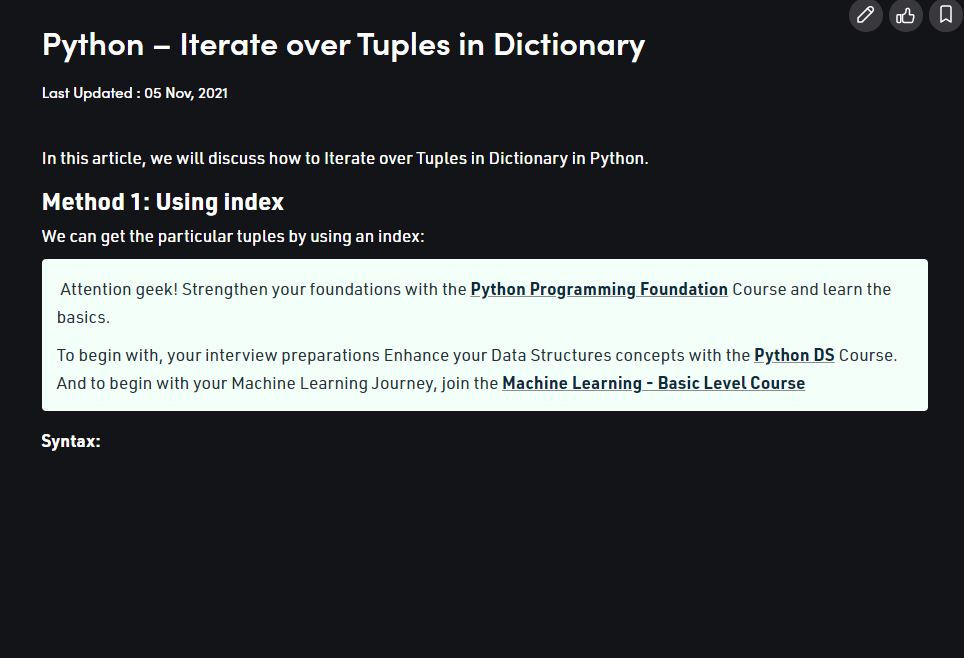 Python – Iterate over Tuples in Dictionary
Last Updated : 05 Nov, 2021
In this article, we will discuss how to Iterate over Tuples in Dictionary in Python.
Method 1: Using index
We can get the particular tuples by using an index:
Attention geek! Strengthen your foundations with the Python Programming Foundation Course and learn the
basics.
To begin with, your interview preparations Enhance your Data Structures concepts with the Python DS Course.
And to begin with your Machine Learning Journey, join the Machine Learning - Basic Level Course
Syntax: